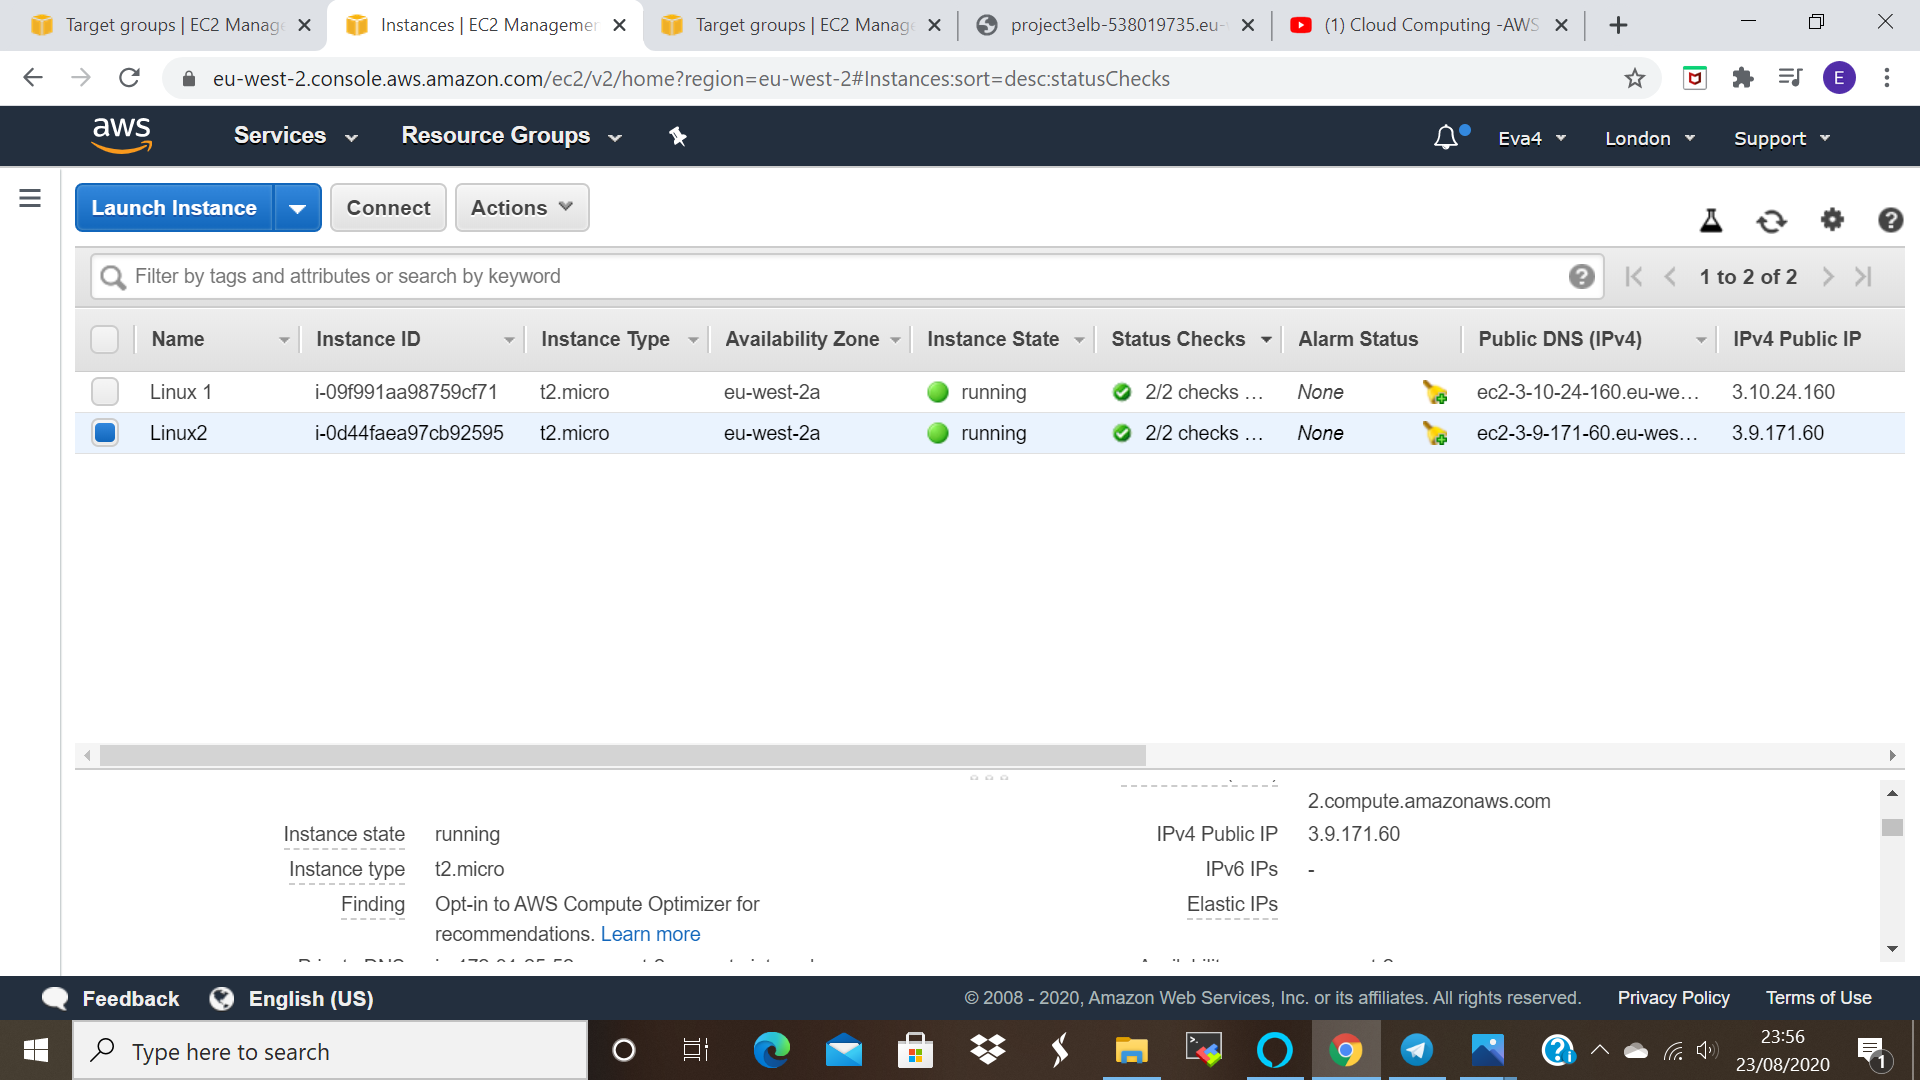 Target groups | EC2 Manage
Instances | EC2 Managemen
Target groups | EC2 Manage
project3elb-538019735.eu-
(1) Cloud Computing -AWS
eu-west-2.console.aws.amazon.com/ec2/v2/home?region=eu-west-2#Instances:sort=desc:statusChecks
E
aws
Services
Resource Groups
Eva4
London
Support
Launch Instance
Connect
Actions
Filter by tags and attributes or search by keyword
1 to 2 of 2
Name Instance ID Instance Type Availability Zone Instance State Status Checks Alarm Status Public DNS (IPv4) IPv4 Public IP
Linux 1 i-09f991aa98759cf71 t2.micro eu-west-2a running 2/2 checks ... None ec2-3-10-24-160.eu-we... 3.10.24.160
Linux2 i-0d44faea97cb92595 t2.micro eu-west-2a running 2/2 checks ... None ec2-3-9-171-60.eu-wes... 3.9.171.60
2.compute.amazonaws.com
Instance state running IPv4 Public IP 3.9.171.60
Instance type t2.micro IPv6 IPs -
Finding Opt-in to AWS Compute Optimizer for Elastic IPs
recommendations. Learn more
Feedback
English (US)
© 2008 - 2020, Amazon Web Services, Inc. or its affiliates. All rights reserved.
Privacy Policy
Terms of Use
Type here to search
23:56
23/08/2020
1